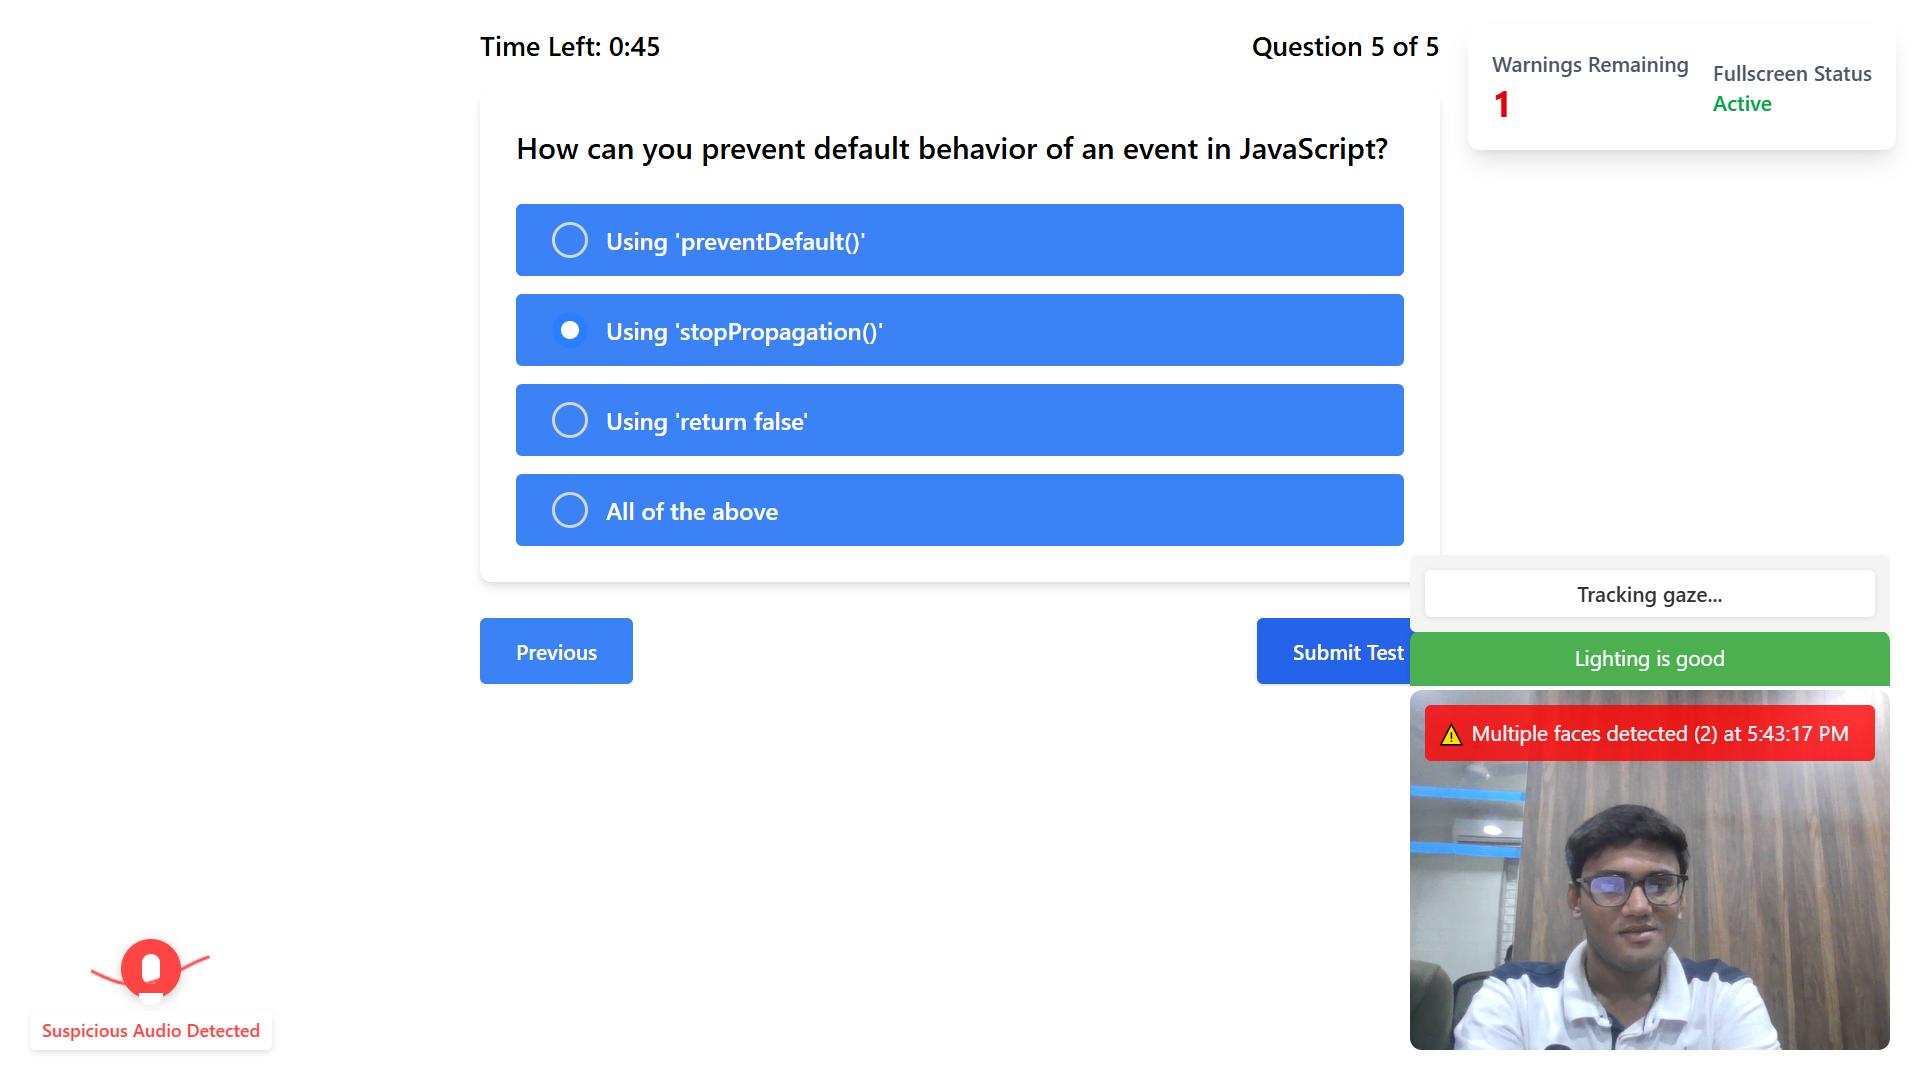 Time Left: 0:45
Question 5 of 5
Warnings Remaining
1
Fullscreen Status
Active
How can you prevent default behavior of an event in JavaScript?
Using 'preventDefault()'
Using 'stopPropagation()'
Using 'return false'
All of the above
Previous
Submit Test
Tracking gaze...
Lighting is good
⚠ Multiple faces detected (2) at 5:43:17 PM
Suspicious Audio Detected